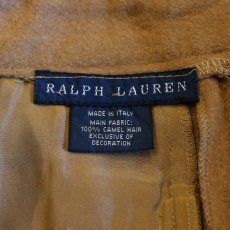 RALPH LAUREN
MADE IN ITALY
MAIN FABRIC:
100% CAMEL HAIR
EXCLUSIVE OF
DECORATION